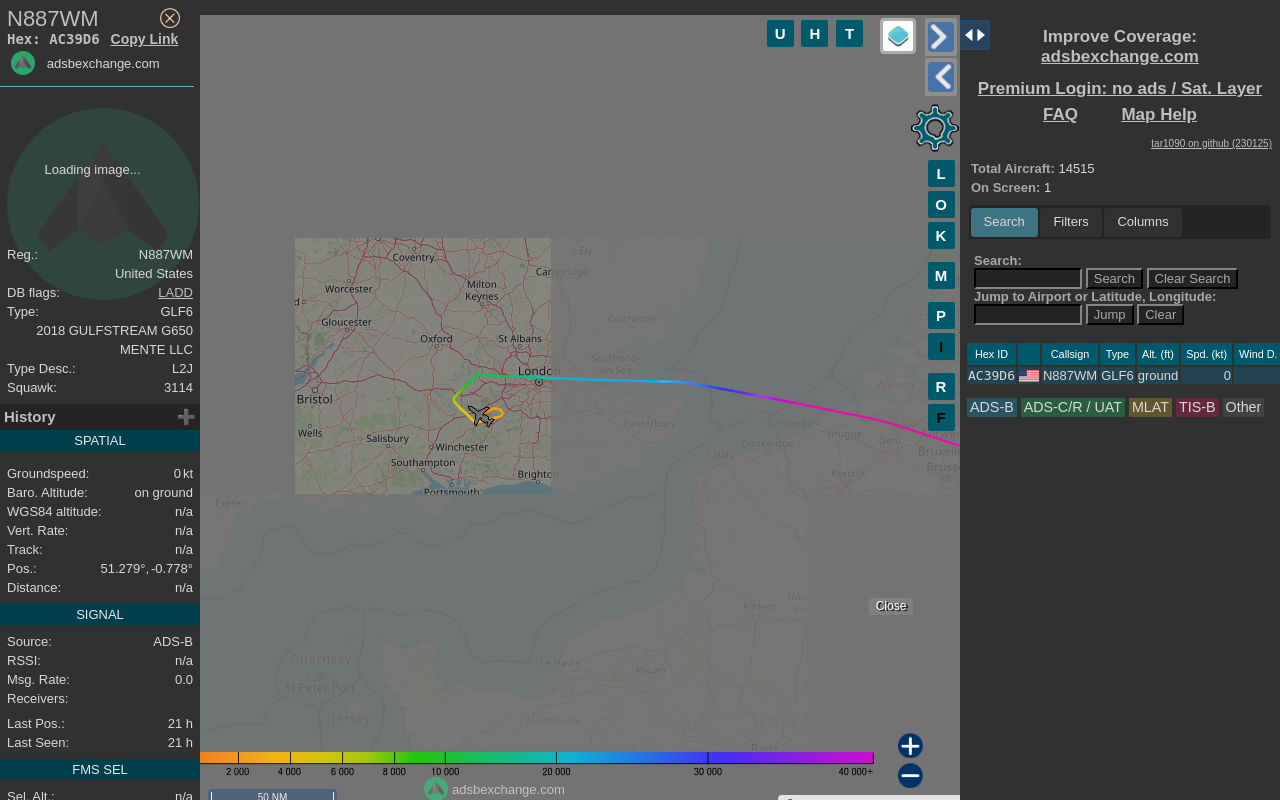 N887WM
Hex: AC39D6 Copy Link
adsbexchange.com
Loading image...
Reg.: N887WM
United States
DB flags: LADD
Type: GLF6
2018 GULFSTREAM G650
MENTE LLC
Type Desc.: L2J
Squawk: 3114
History
SPATIAL
Groundspeed: 0 kt
Baro. Altitude: on ground
WGS84 altitude: n/a
Vert. Rate: n/a
Track: n/a
Pos.: 51.279°, -0.778°
Distance: n/a
SIGNAL
Source: ADS-B
RSSI: n/a
Msg. Rate: 0.0
Receivers:
Last Pos.: 21 h
Last Seen: 21 h
FMS SEL
Sel. Alt.: n/a
U H T
L
O
K
M
P
I
R
F
Coventry
Ely
Cambridge
Worcester
Milton Keynes
Gloucester
Colchester
Oxford
St Albans
Southend-on-Sea
London
Bristol
Canterbury
Wells
Salisbury
Winchester
Southampton
Brighton
Portsmouth
Exeter
Calais
Dunkerque
Oostende
Brugge
Gent
Kortrijk
Zeeland
Amiens
Guernsey
St Peter Port
Jersey
Le Havre
Rouen
Normandie
Paris
Close
2 000 4 000 6 000 8 000 10 000 20 000 30 000 40 000+
adsbexchange.com
50 NM
Improve Coverage:
adsbexchange.com
Premium Login: no ads / Sat. Layer
FAQ Map Help
tar1090 on github (230125)
Total Aircraft: 14515
On Screen: 1
Search Filters Columns
Search:
Search Clear Search
Jump to Airport or Latitude, Longitude:
Jump Clear
Hex ID Callsign Type Alt. (ft) Spd. (kt) Wind D.
AC39D6 N887WM GLF6 ground 0
ADS-B ADS-C/R / UAT MLAT TIS-B Other